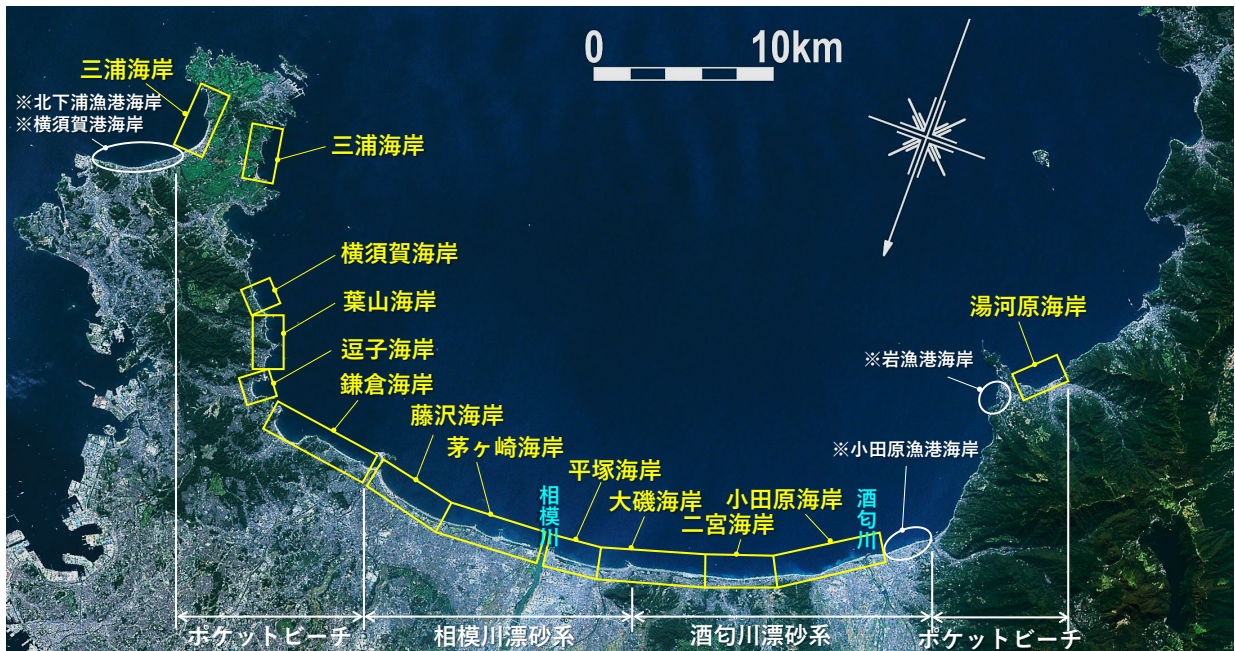 0 10km
三浦海岸
※北下浦漁港海岸
※横須賀港海岸
三浦海岸
横須賀海岸
葉山海岸
逗子海岸
鎌倉海岸
藤沢海岸
茅ヶ崎海岸
平塚海岸
大磯海岸
二宮海岸
小田原海岸
相模川
酒匂川
※小田原漁港海岸
※岩漁港海岸
湯河原海岸
ポケットビーチ
相模川漂砂系
酒匂川漂砂系
ポケットビーチ